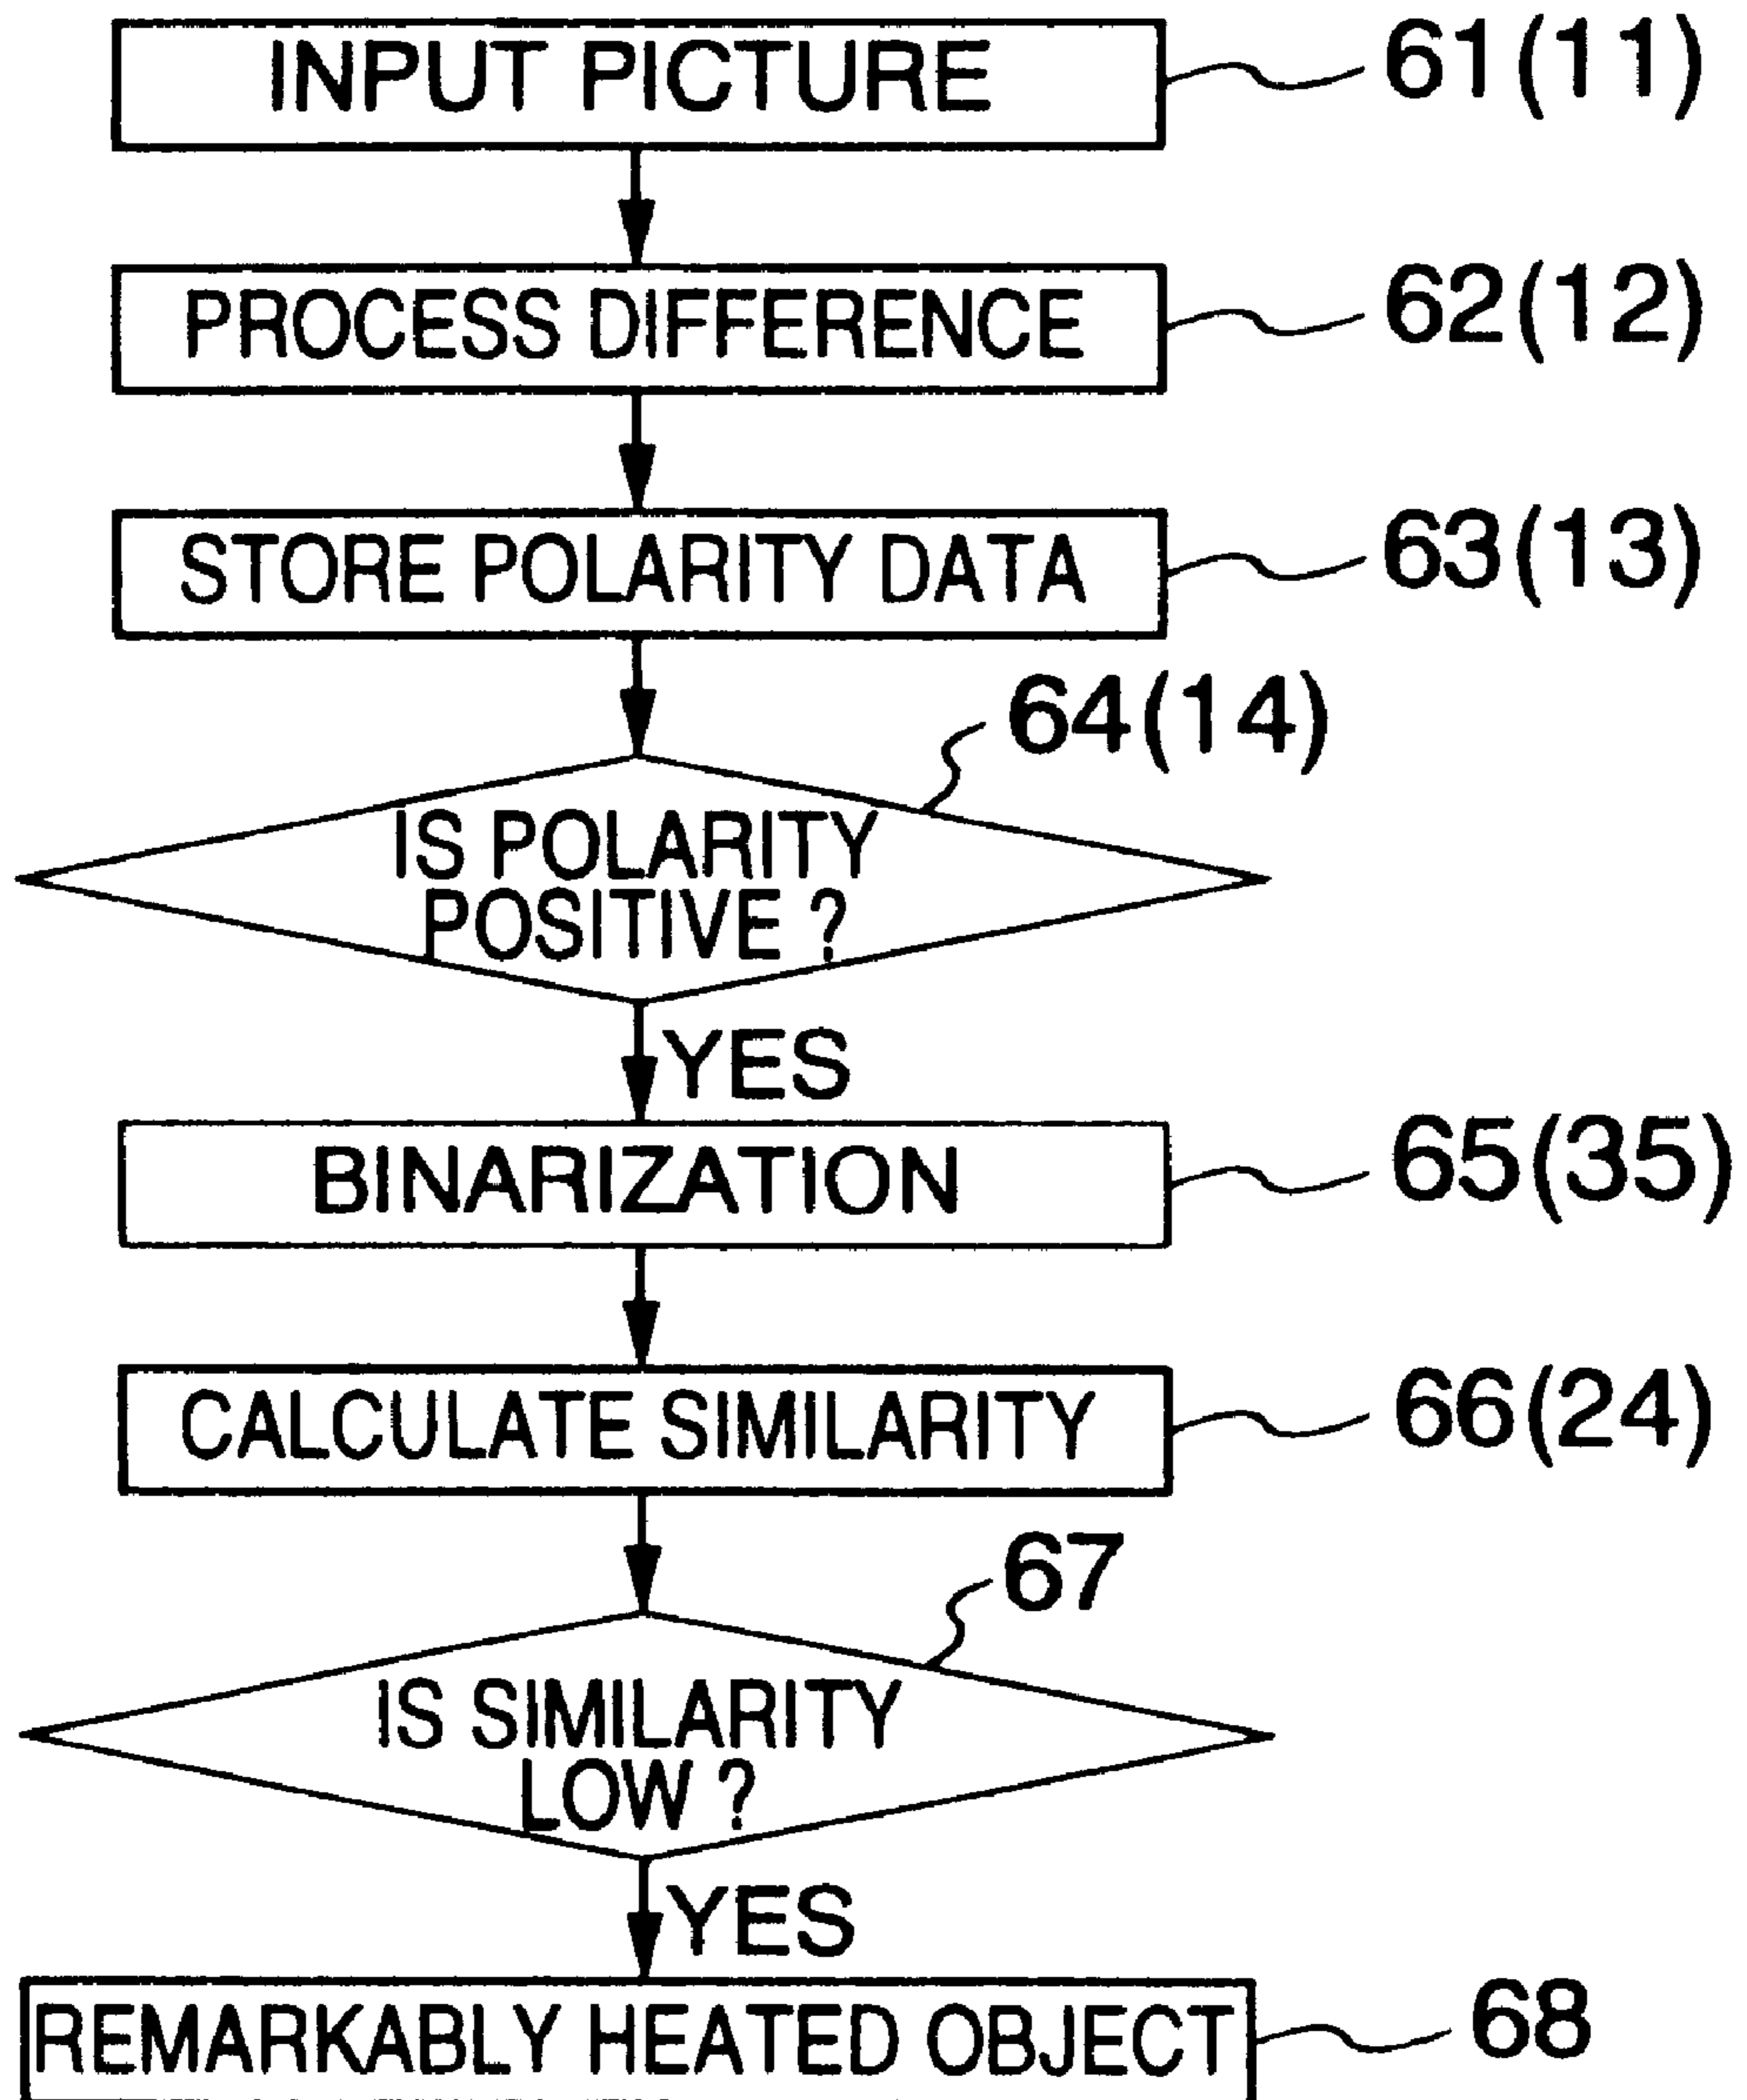 INPUT PICTURE
61(11)
PROCESS DIFFERENCE
62(12)
STORE POLARITY DATA
63(13)
64(14)
IS POLARITY
POSITIVE ?
YES
BINARIZATION
65(35)
CALCULATE SIMILARITY
66(24)
67
IS SIMILARITY
LOW ?
YES
REMARKABLY HEATED OBJECT
68